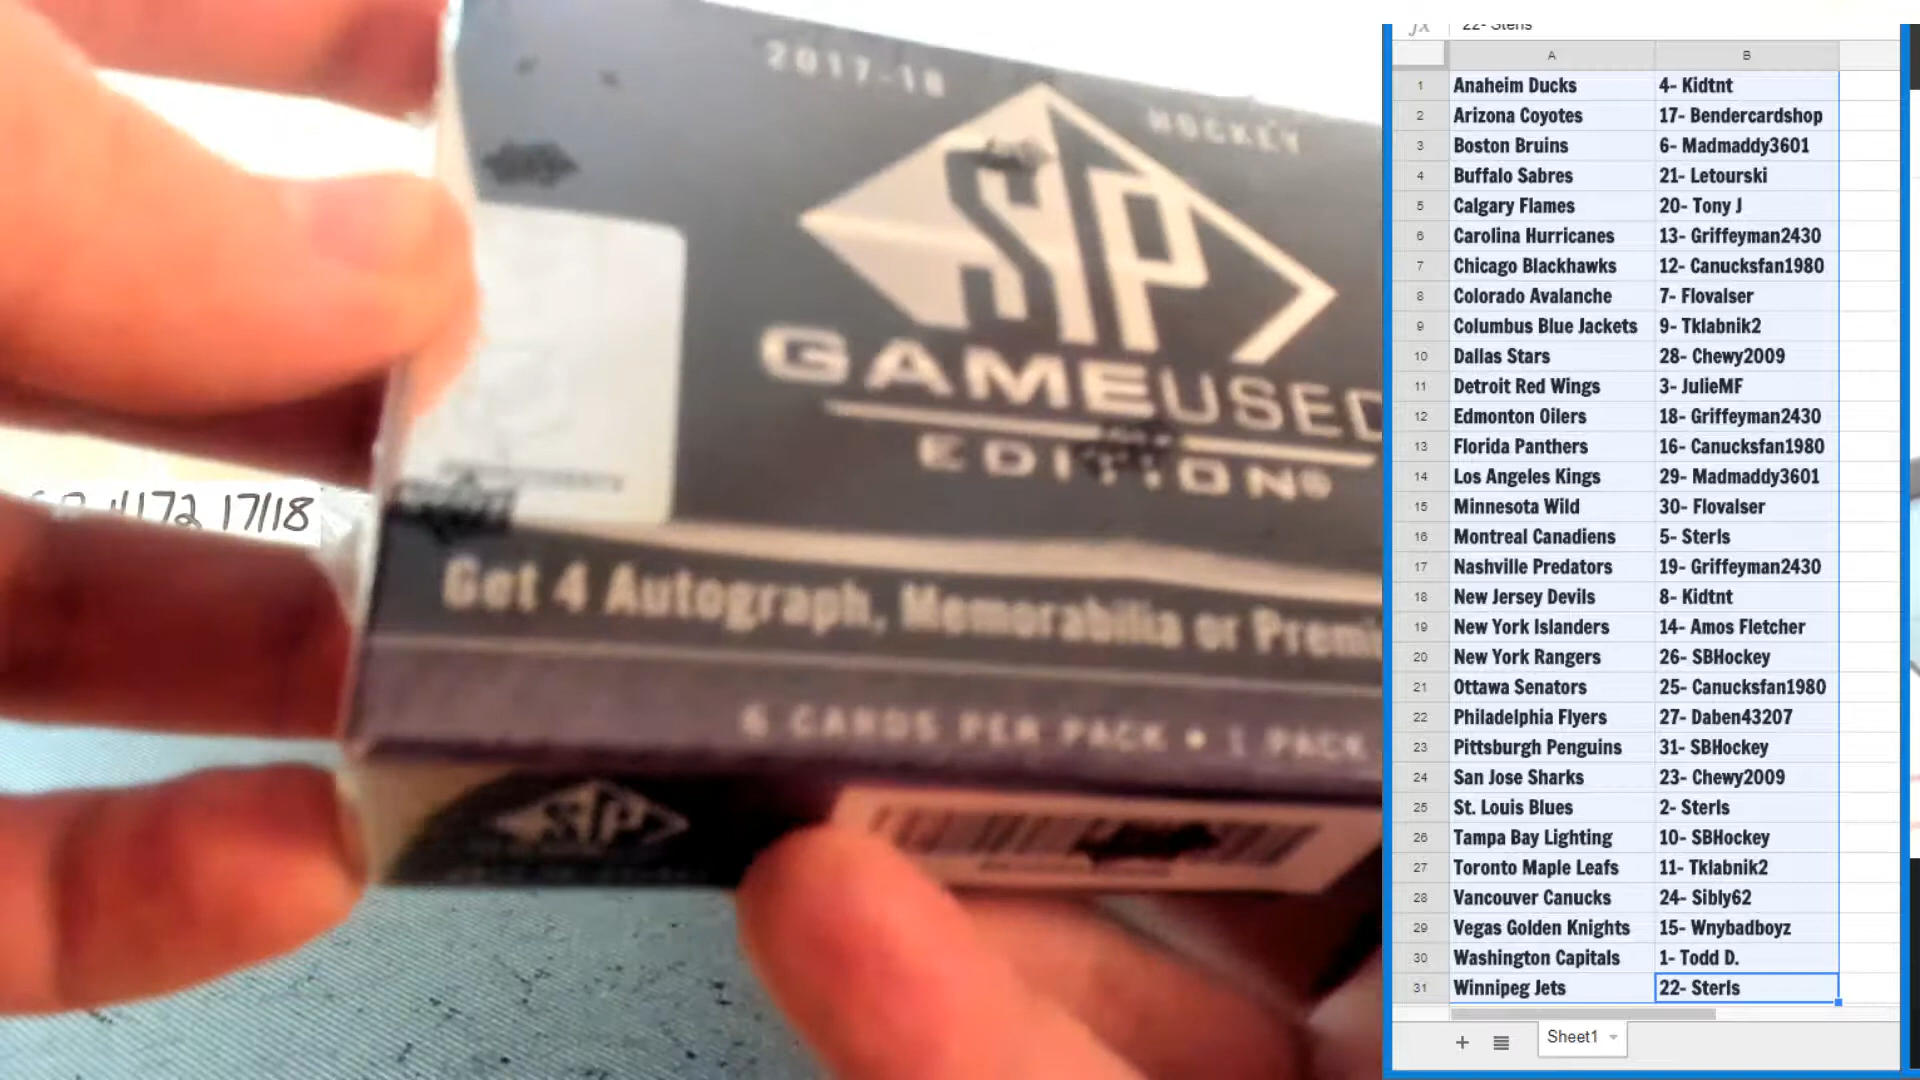 2017-18
HOCKEY
SP
GAMEUSED
EDITION®
Get 4 Autograph, Memorabilia or
6 CARDS PER PACK • 1 PACK
SP
4172 17/18
22- Sterls
A B
1 Anaheim Ducks 4- Kidtnt
2 Arizona Coyotes 17- Bendercardshop
3 Boston Bruins 6- Madmaddy3601
4 Buffalo Sabres 21- Letourski
5 Calgary Flames 20- Tony J
6 Carolina Hurricanes 13- Griffeyman2430
7 Chicago Blackhawks 12- Canucksfan1980
8 Colorado Avalanche 7- Flovalser
9 Columbus Blue Jackets 9- Tklabnik2
10 Dallas Stars 28- Chewy2009
11 Detroit Red Wings 3- JulieMF
12 Edmonton Oilers 18- Griffeyman2430
13 Florida Panthers 16- Canucksfan1980
14 Los Angeles Kings 29- Madmaddy3601
15 Minnesota Wild 30- Flovalser
16 Montreal Canadiens 5- Sterls
17 Nashville Predators 19- Griffeyman2430
18 New Jersey Devils 8- Kidtnt
19 New York Islanders 14- Amos Fletcher
20 New York Rangers 26- SBHockey
21 Ottawa Senators 25- Canucksfan1980
22 Philadelphia Flyers 27- Daben43207
23 Pittsburgh Penguins 31- SBHockey
24 San Jose Sharks 23- Chewy2009
25 St. Louis Blues 2- Sterls
26 Tampa Bay Lighting 10- SBHockey
27 Toronto Maple Leafs 11- Tklabnik2
28 Vancouver Canucks 24- Sibly62
29 Vegas Golden Knights 15- Wnybadboyz
30 Washington Capitals 1- Todd D.
31 Winnipeg Jets 22- Sterls
Sheet1